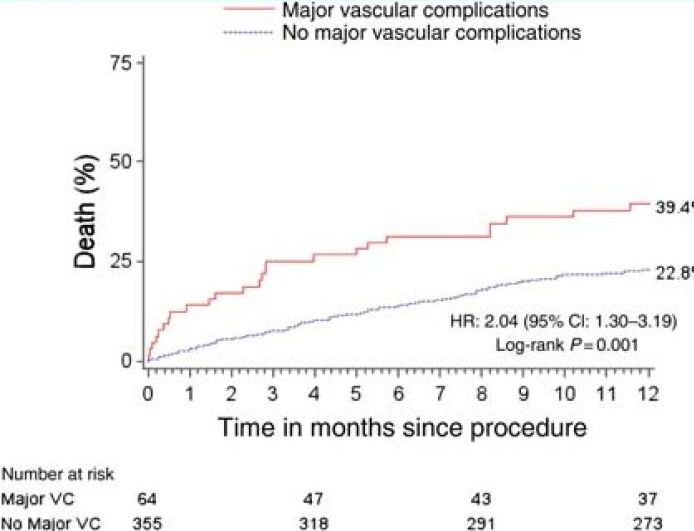 Major vascular complications
No major vascular complications
75
50
25
0
Death (%)
39.4%
22.8%
HR: 2.04 (95% CI: 1.30–3.19)
Log-rank P=0.001
0 1 2 3 4 5 6 7 8 9 10 11 12
Time in months since procedure
Number at risk
Major VC 64 47 43 37
No Major VC 355 318 291 273